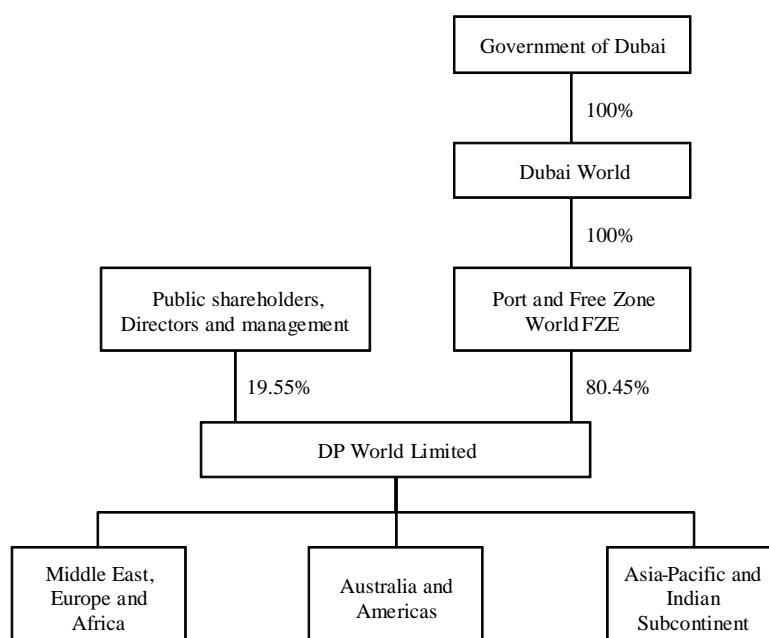 Government of Dubai
100%
Dubai World
100%
Public shareholders,
Directors and management
Port and Free Zone
World FZE
19.55%
80.45%
DP World Limited
Middle East,
Europe and
Africa
Australia and
Americas
Asia-Pacific and
Indian
Subcontinent